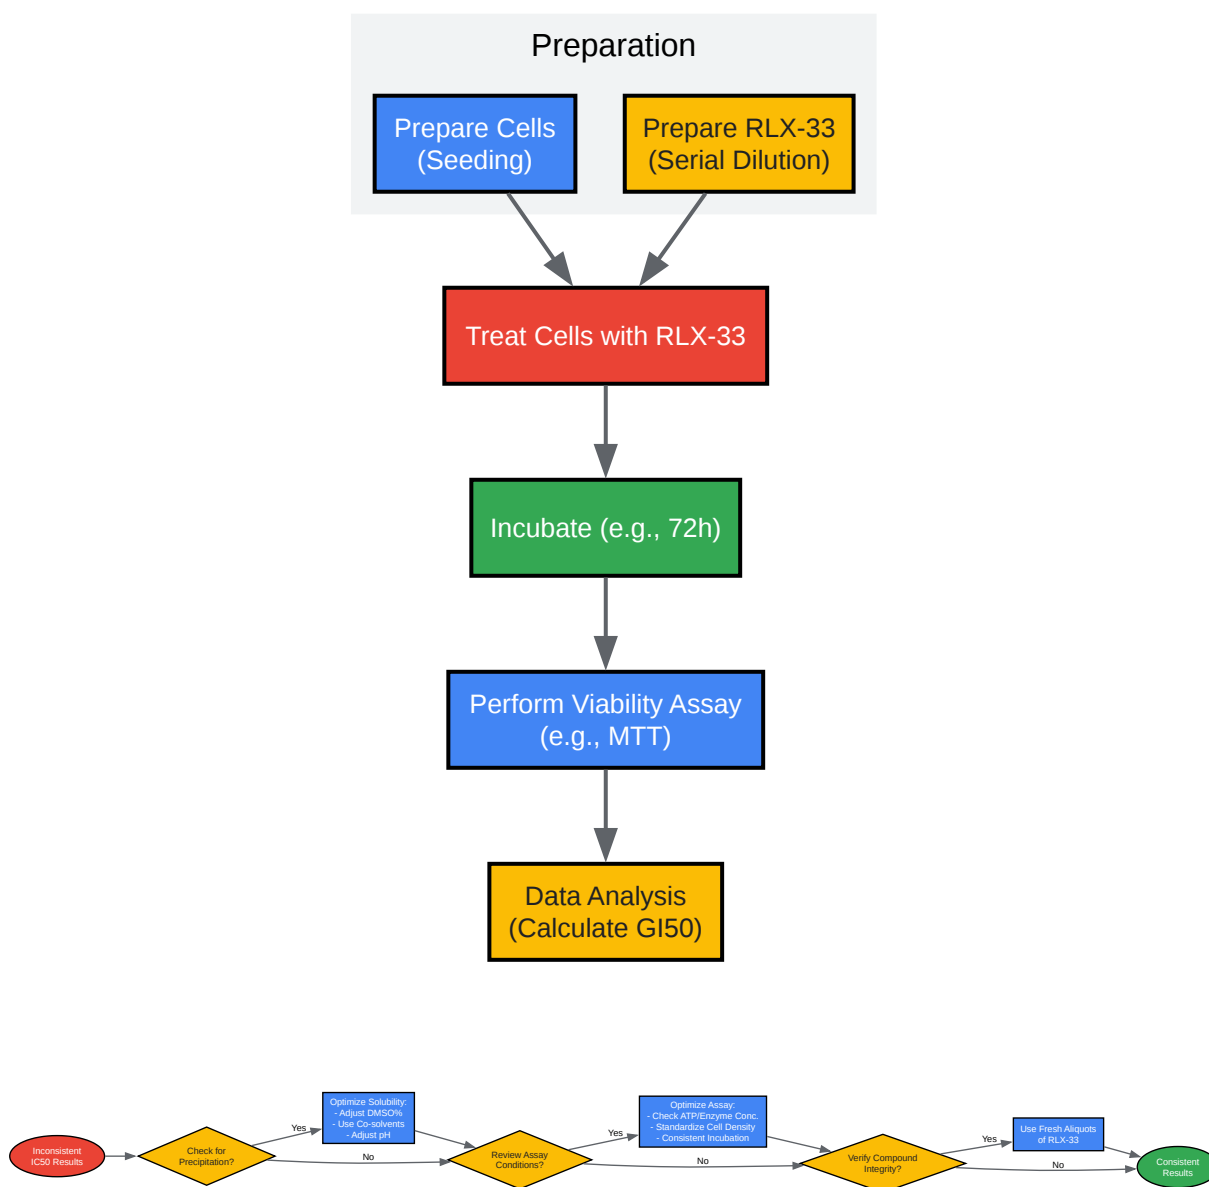 Preparation
Prepare Cells
(Seeding)
Prepare RLX-33
(Serial Dilution)
Treat Cells with RLX-33
Incubate (e.g., 72h)
Perform Viability Assay
(e.g., MTT)
Data Analysis
(Calculate GI50)
Inconsistent
IC50 Results
Check for
Precipitation?
Yes
No
Optimize Solubility:
- Adjust DMSO%
- Use Co-solvents
- Adjust pH
Review Assay
Conditions?
Yes
No
Optimize Assay:
- Check ATP/Enzyme Conc.
- Standardize Cell Density
- Consistent Incubation
Verify Compound
Integrity?
Yes
No
Use Fresh Aliquots
of RLX-33
Consistent
Results